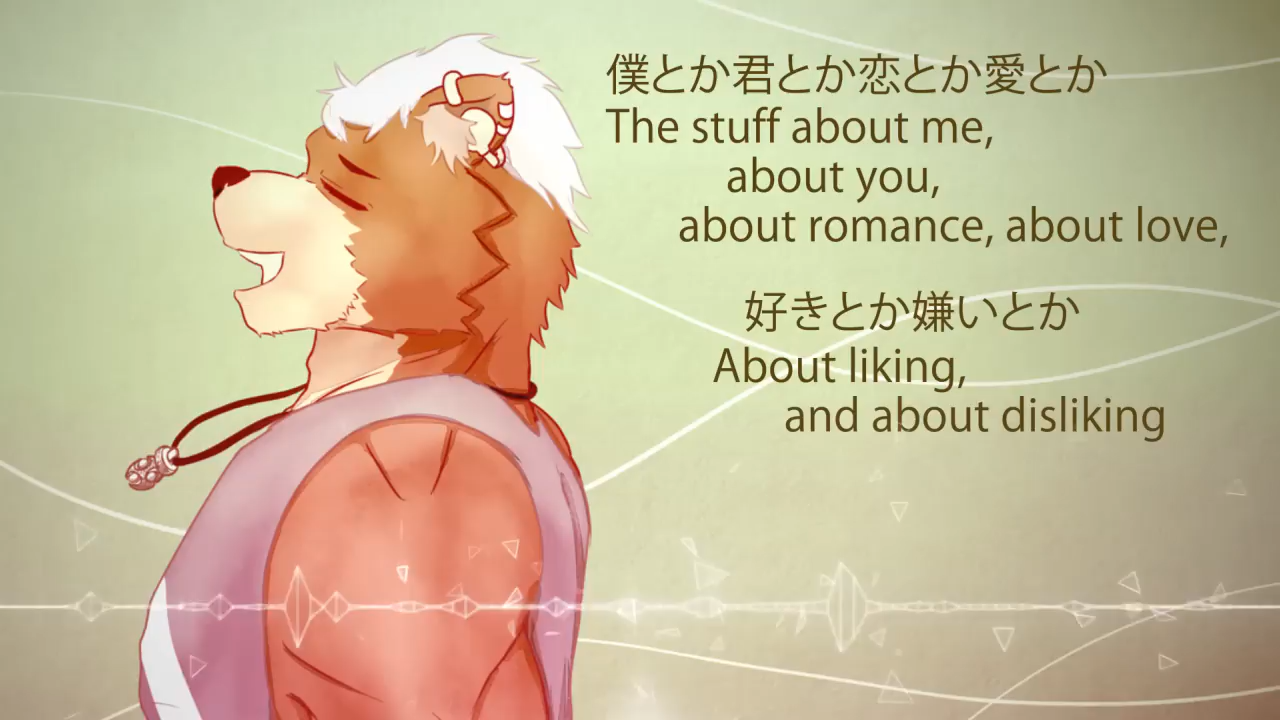 僕とか君とか恋とか愛とか
The stuff about me,
about you,
about romance, about love,
好きとか嫌いとか
About liking,
and about disliking